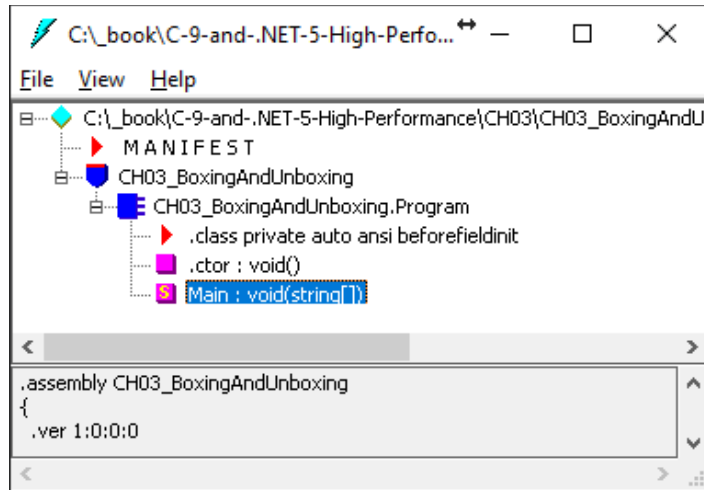 C:\_book\C-9-and-.NET-5-High-Perfo...
File View Help
C:\_book\C-9-and-.NET-5-High-Performance\CH03\CH03_BoxingAndU
M A N I F E S T
CH03_BoxingAndUnboxing
CH03_BoxingAndUnboxing.Program
.class private auto ansi beforefieldinit
.ctor : void()
S Main : void(string[])
.assembly CH03_BoxingAndUnboxing
{
.ver 1:0:0:0